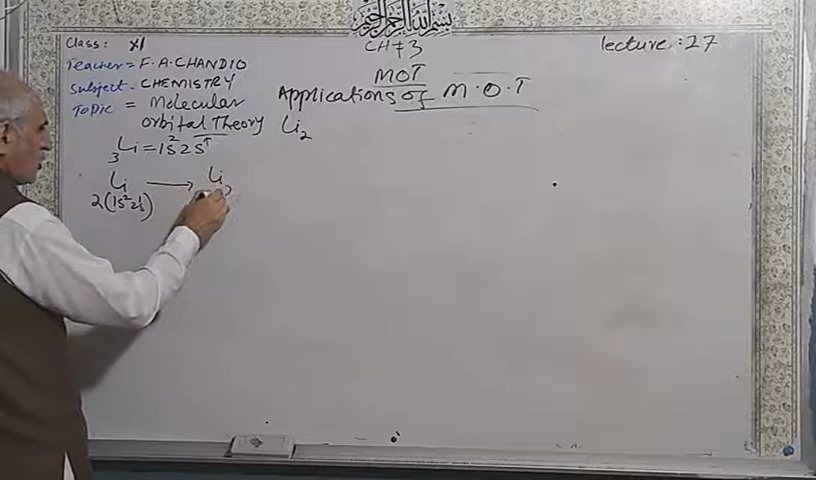 بسم الله الرحمن الرحيم
Class: XI
CH # 3
lecture: 27
Teacher = F.A. CHANDIO
Subject - CHEMISTRY
MOT
Topic = Molecular orbital Theory
Applications of M.O.T
Li₂
₃Li = 1s² 2s¹
Li → Li
2(1s² 2s¹)